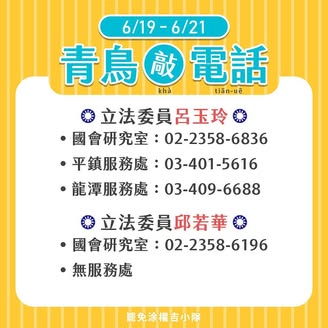 6/19 – 6/21
青鳥敲電話
khà tiān-uē
立法委員呂玉玲
• 國會研究室：02-2358-6836
• 平鎮服務處：03-401-5616
• 龍潭服務處：03-409-6688
立法委員邱若華
• 國會研究室：02-2358-6196
• 無服務處
罷免涂權吉小隊